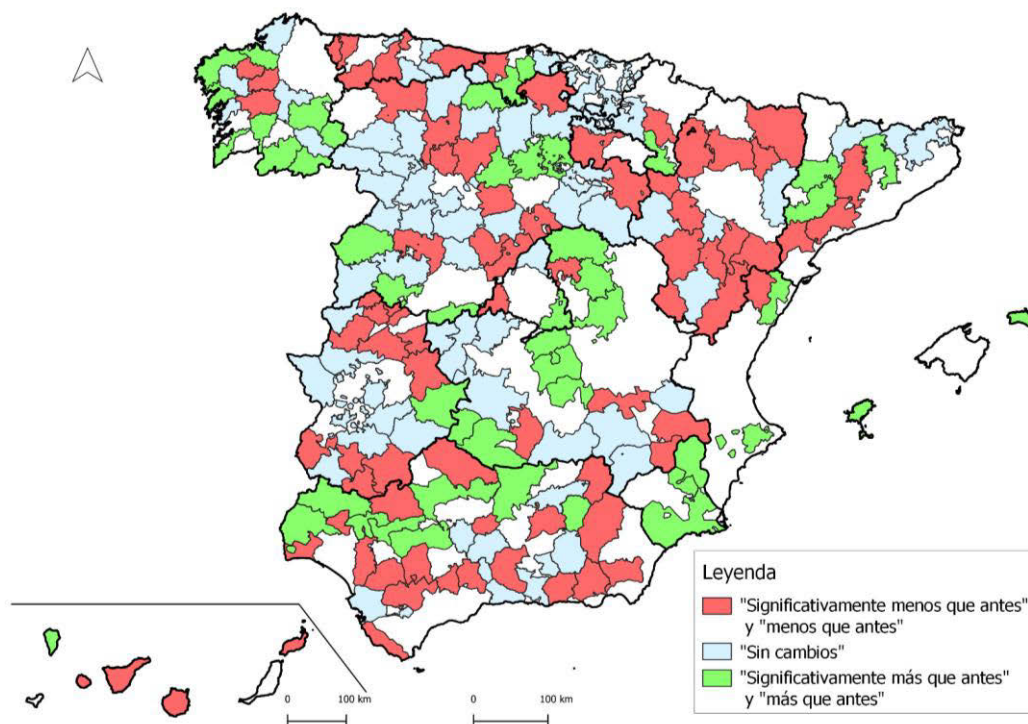 Leyenda
"Significativamente menos que antes"
y "menos que antes"
"Sin cambios"
"Significativamente más que antes"
y "más que antes"
0 100 km
0 100 km